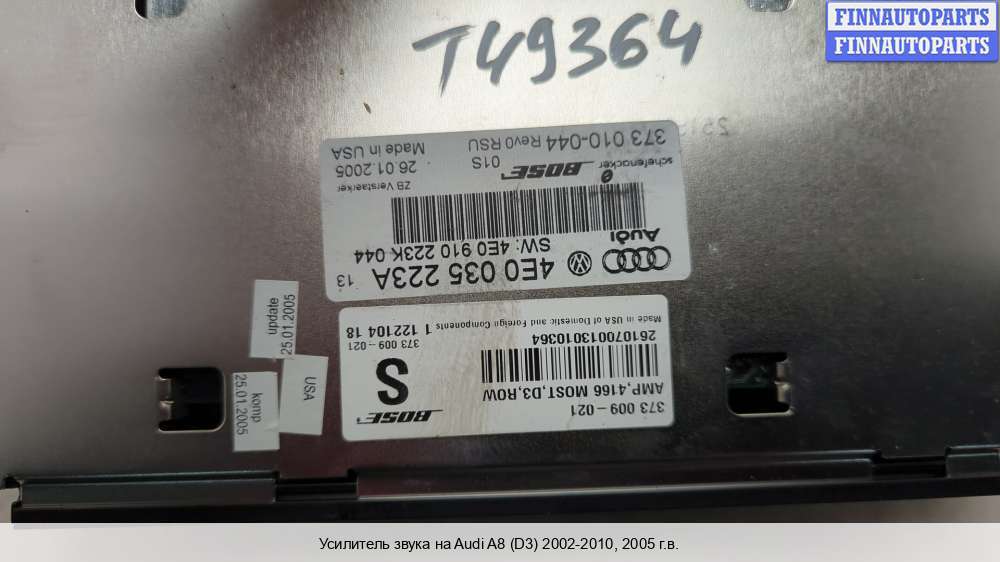 FINNAUTOPARTS
FINNAUTOPARTS
T49364
4E0 035 223A
13
Audi
SW: 4E0 910 223K 044
ZB Verstaerker
BOSE
01S
26.01.2005
schefenacker
Made in USA
373 010-044 Rev0 RSU
373 009-021
BOSE
AMP,4166 MOST,D3,ROW
S
261070013010364
373 009-021
Made in USA of Domestic and Foreign Components
1 122104 18
update
25.01.2005
USA
komp
25.01.2005
Усилитель звука на Audi A8 (D3) 2002-2010, 2005 г.в.